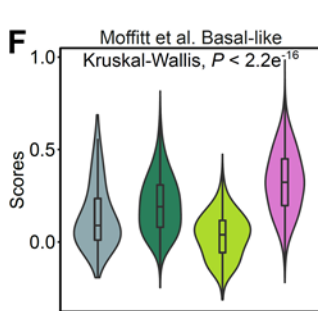 F
Moffitt et al. Basal-like
Kruskal-Wallis, P < 2.2e-16
1.0
0.5
0.0
Scores